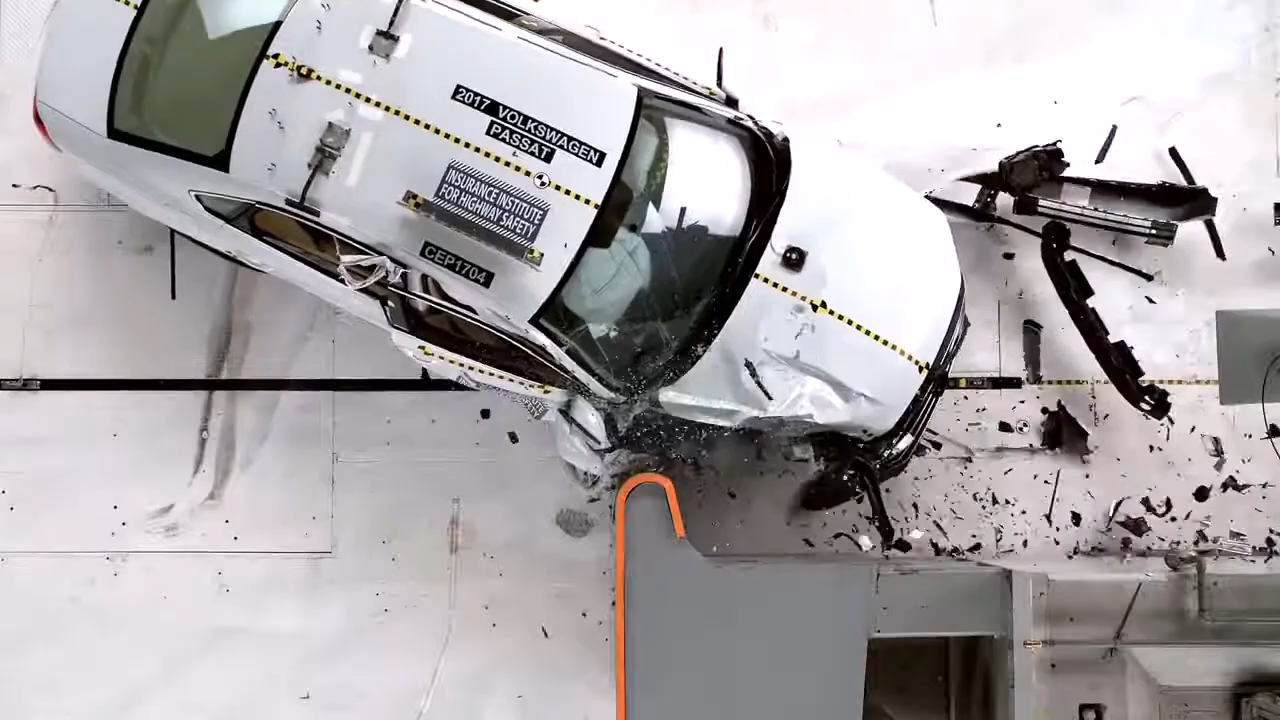 2017 VOLKSWAGEN
PASSAT
INSURANCE INSTITUTE
FOR HIGHWAY SAFETY
CEP1704